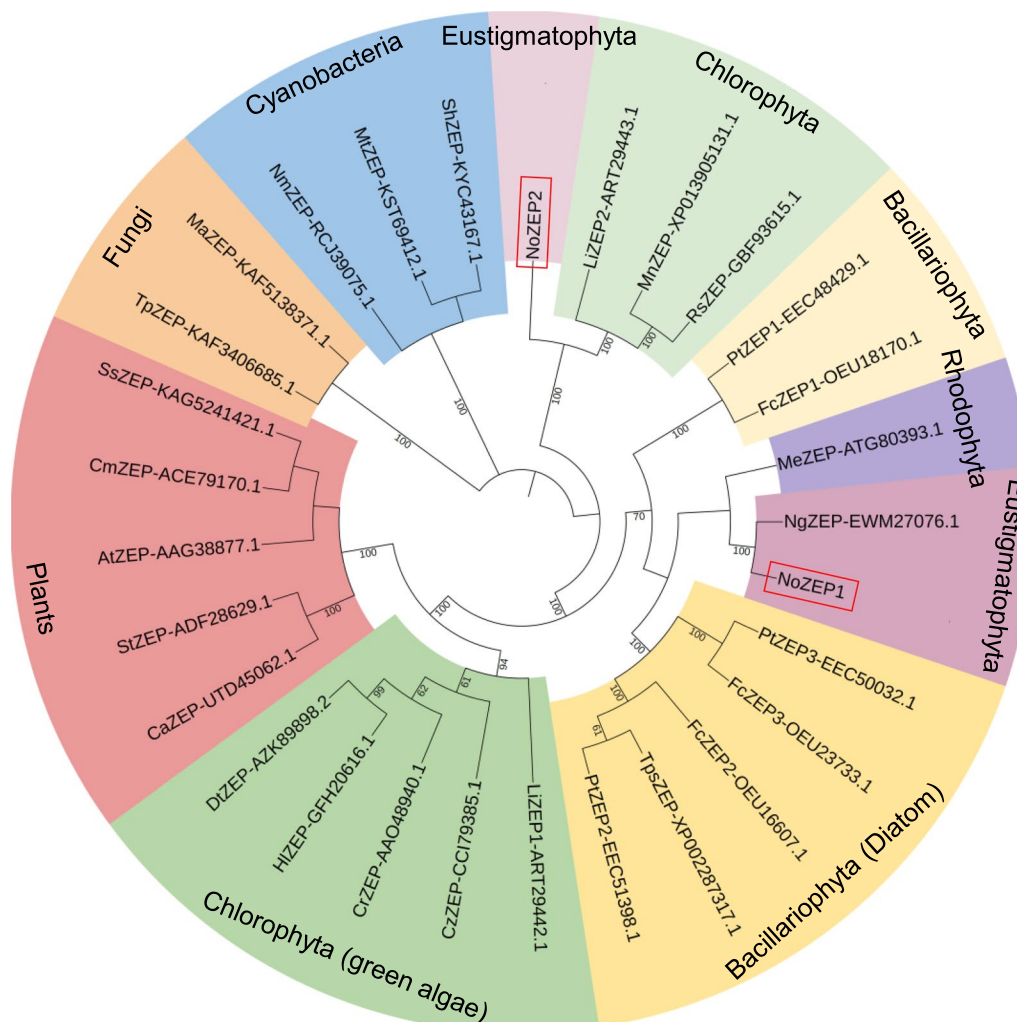 Eustigmatophyta
Chlorophyta
Bacillariophyta
Rhodophyta
Eustigmatophyta
Bacillariophyta (Diatom)
Chlorophyta (green algae)
Plants
Fungi
Cyanobacteria
NoZEP2
LiZEP2-ART29443.1
MnZEP-XP013905131.1
RsZEP-GBF93615.1
PtZEP1-EEC48429.1
FcZEP1-OEU18170.1
MeZEP-ATG80393.1
NgZEP-EWM27076.1
NoZEP1
PtZEP3-EEC50032.1
FcZEP3-OEU23733.1
FcZEP2-OEU16607.1
TpsZEP-XP002287317.1
PtZEP2-EEC51398.1
LiZEP1-ART29442.1
CzZEP-CCI79385.1
CrZEP-AAO48940.1
HlZEP-GFH20616.1
DtZEP-AZK89898.2
CaZEP-UTD45062.1
StZEP-ADF28629.1
AtZEP-AAG38877.1
CmZEP-ACE79170.1
SsZEP-KAG5241421.1
TpZEP-KAF3406685.1
MaZEP-KAF5138371.1
NmZEP-RCJ39075.1
MtZEP-KST69412.1
ShZEP-KYC43167.1
100
100
100
100
100
100
70
100
100
100
100
100
61
100
100
100
94
61
62
99
100